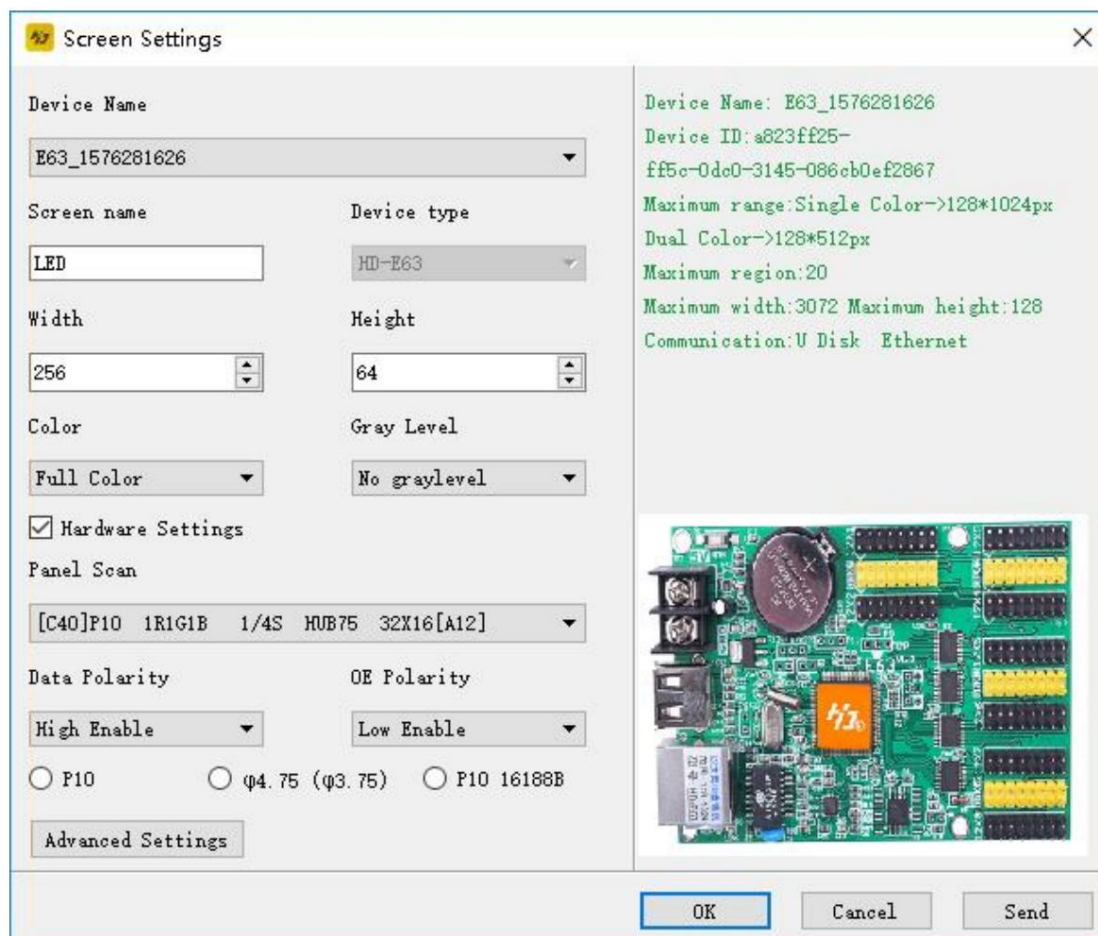 Screen Settings
Device Name
E63_1576281626
Screen name
Device type
LED
HD-E63
Width
Height
256
64
Color
Gray Level
Full Color
No graylevel
Hardware Settings
Panel Scan
[C40]P10 1R1G1B 1/4S HUB75 32X16[A12]
Data Polarity
OE Polarity
High Enable
Low Enable
P10
φ4.75 (φ3.75)
P10 16188B
Advanced Settings
Device Name: E63_1576281626
Device ID:a823ff25-
ff5c-0dc0-3145-086cb0ef2867
Maximum range:Single Color->128*1024px
Dual Color->128*512px
Maximum region:20
Maximum width:3072 Maximum height:128
Communication:U Disk Ethernet
OK
Cancel
Send